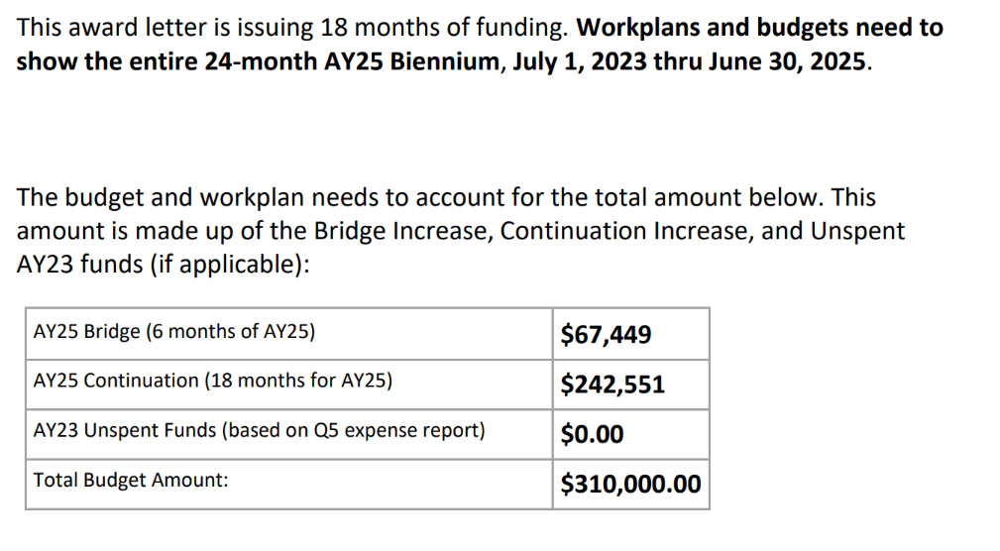 This award letter is issuing 18 months of funding. Workplans and budgets need to
show the entire 24-month AY25 Biennium, July 1, 2023 thru June 30, 2025.
The budget and workplan needs to account for the total amount below. This
amount is made up of the Bridge Increase, Continuation Increase, and Unspent
AY23 funds (if applicable):
AY25 Bridge (6 months of AY25) $67,449
AY25 Continuation (18 months for AY25) $242,551
AY23 Unspent Funds (based on Q5 expense report) $0.00
Total Budget Amount: $310,000.00